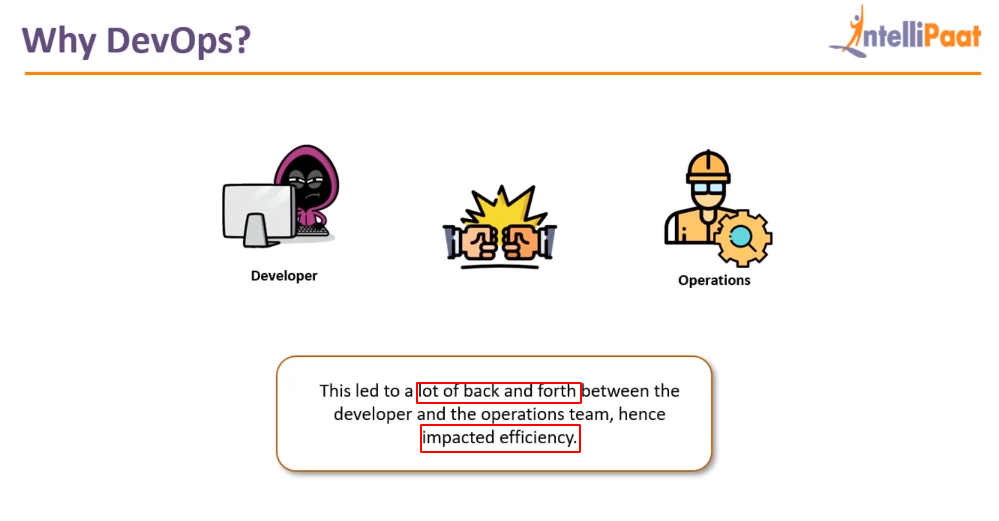 Why DevOps?
IntelliPaat
Developer
Operations
This led to a lot of back and forth between the
developer and the operations team, hence
impacted efficiency.